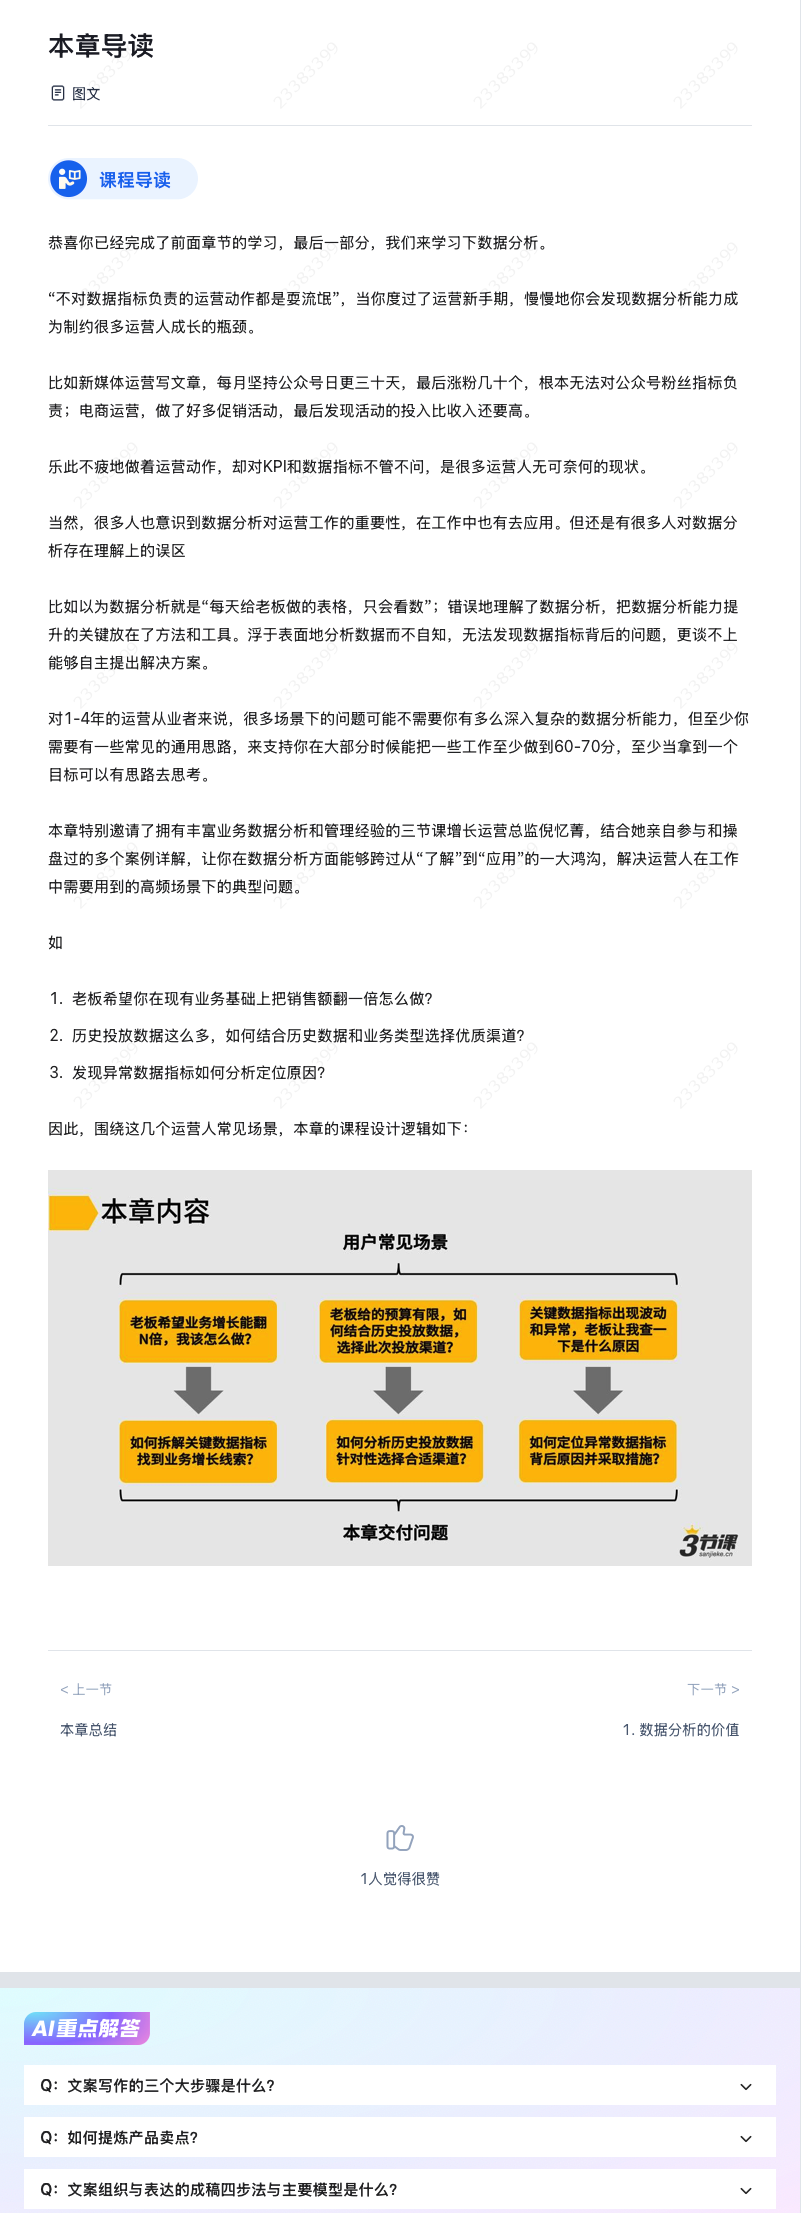 本章导读
图文
课程导读
恭喜你已经完成了前面章节的学习，最后一部分，我们来学习下数据分析。
“不对数据指标负责的运营动作都是耍流氓”，当你度过了运营新手期，慢慢地你会发现数据分析能力成
为制约很多运营人成长的瓶颈。
比如新媒体运营写文章，每月坚持公众号日更三十天，最后涨粉几十个，根本无法对公众号粉丝指标负
责；电商运营，做了好多促销活动，最后发现活动的投入比收入还要高。
乐此不疲地做着运营动作，却对KPI和数据指标不管不问，是很多运营人无可奈何的现状。
当然，很多人也意识到数据分析对运营工作的重要性，在工作中也有去应用。但还是有很多人对数据分
析存在理解上的误区
比如以为数据分析就是“每天给老板做的表格，只会看数”；错误地理解了数据分析，把数据分析能力提
升的关键放在了方法和工具。浮于表面地分析数据而不自知，无法发现数据指标背后的问题，更谈不上
能够自主提出解决方案。
对1-4年的运营从业者来说，很多场景下的问题可能不需要你有多么深入复杂的数据分析能力，但至少你
需要有一些常见的通用思路，来支持你在大部分时候能把一些工作至少做到60-70分，至少当拿到一个
目标可以有思路去思考。
本章特别邀请了拥有丰富业务数据分析和管理经验的三节课增长运营总监倪忆菁，结合她亲自参与和操
盘过的多个案例详解，让你在数据分析方面能够跨过从“了解”到“应用”的一大鸿沟，解决运营人在工作
中需要用到的高频场景下的典型问题。
如
1. 老板希望你在现有业务基础上把销售额翻一倍怎么做？
2. 历史投放数据这么多，如何结合历史数据和业务类型选择优质渠道？
3. 发现异常数据指标如何分析定位原因？
因此，围绕这几个运营人常见场景，本章的课程设计逻辑如下：
本章内容
用户常见场景
老板希望业务增长能翻
N倍，我该怎么做？
老板给的预算有限，如
何结合历史投放数据，
选择此次投放渠道？
关键数据指标出现波动
和异常，老板让我查一
下是什么原因
如何拆解关键数据指标
找到业务增长线索？
如何分析历史投放数据
针对性选择合适渠道？
如何定位异常数据指标
背后原因并采取措施？
本章交付问题
3节课
sanjieke.cn
< 上一节
下一节 >
本章总结
1. 数据分析的价值
1人觉得很赞
AI重点解答
Q：文案写作的三个大步骤是什么？
Q：如何提炼产品卖点？
Q：文案组织与表达的成稿四步法与主要模型是什么？
23383399